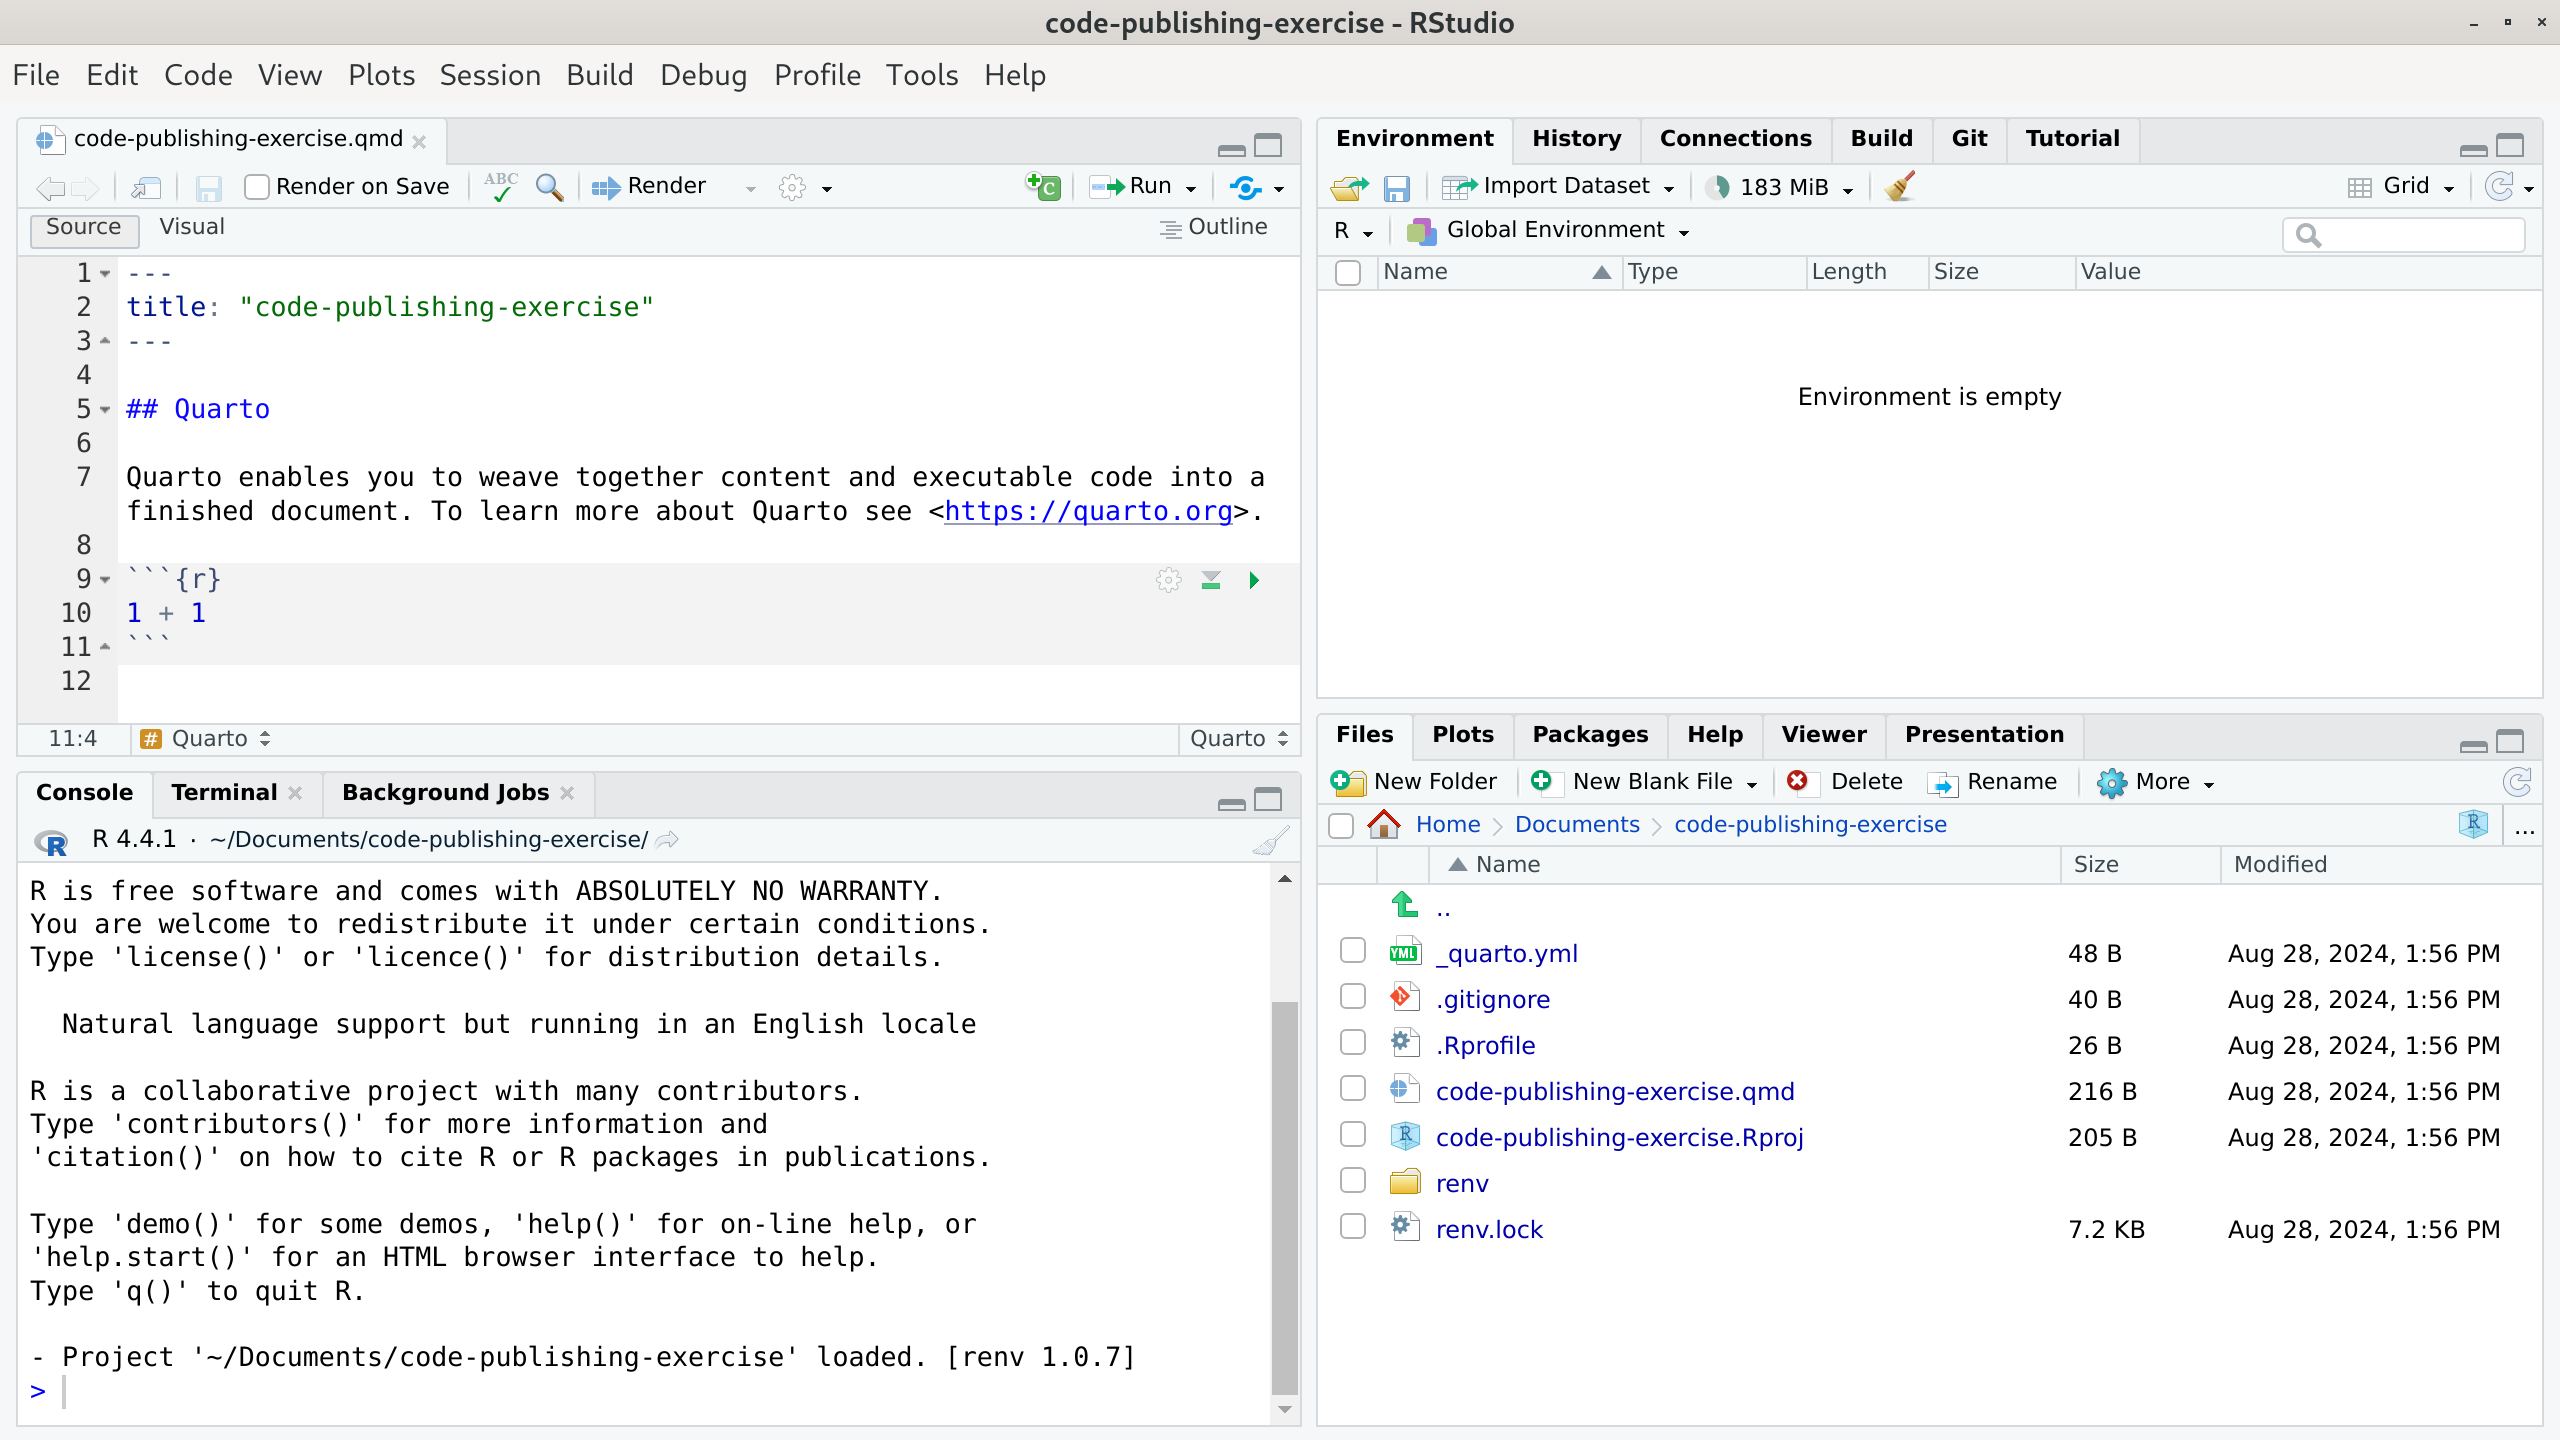 code-publishing-exercise - RStudio
File Edit Code View Plots Session Build Debug Profile Tools Help
code-publishing-exercise.qmd
Render on Save ABC Render C Run
Source Visual Outline
1 ---
2 title: "code-publishing-exercise"
3 ---
4
5 ## Quarto
6
7 Quarto enables you to weave together content and executable code into a
finished document. To learn more about Quarto see <https://quarto.org>.
8
9 ```{r}
10 1 + 1
11 ```
12
11:4 # Quarto Quarto
Console Terminal Background Jobs
R R 4.4.1 · ~/Documents/code-publishing-exercise/
R is free software and comes with ABSOLUTELY NO WARRANTY.
You are welcome to redistribute it under certain conditions.
Type 'license()' or 'licence()' for distribution details.
Natural language support but running in an English locale
R is a collaborative project with many contributors.
Type 'contributors()' for more information and
'citation()' on how to cite R or R packages in publications.
Type 'demo()' for some demos, 'help()' for on-line help, or
'help.start()' for an HTML browser interface to help.
Type 'q()' to quit R.
- Project '~/Documents/code-publishing-exercise' loaded. [renv 1.0.7]
>
Environment History Connections Build Git Tutorial
Import Dataset 183 MiB Grid
R Global Environment
Name Type Length Size Value
Environment is empty
Files Plots Packages Help Viewer Presentation
New Folder New Blank File Delete Rename More
Home Documents code-publishing-exercise R ...
Name Size Modified
..
YML _quarto.yml 48 B Aug 28, 2024, 1:56 PM
.gitignore 40 B Aug 28, 2024, 1:56 PM
.Rprofile 26 B Aug 28, 2024, 1:56 PM
code-publishing-exercise.qmd 216 B Aug 28, 2024, 1:56 PM
R code-publishing-exercise.Rproj 205 B Aug 28, 2024, 1:56 PM
renv
renv.lock 7.2 KB Aug 28, 2024, 1:56 PM